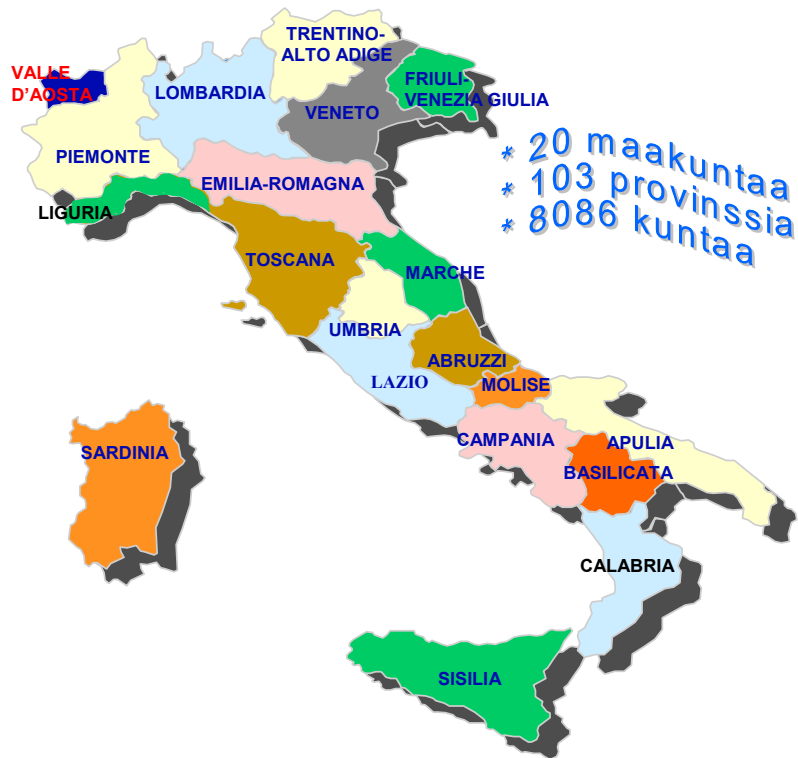 TRENTINO-
ALTO ADIGE
VALLE
D'AOSTA
LOMBARDIA
FRIULI-
VENEZIA GIULIA
VENETO
PIEMONTE
EMILIA-ROMAGNA
LIGURIA
* 20 maakuntaa
* 103 provinssia
* 8086 kuntaa
TOSCANA
MARCHE
UMBRIA
ABRUZZI
LAZIO
MOLISE
CAMPANIA
APULIA
SARDINIA
BASILICATA
CALABRIA
SISILIA